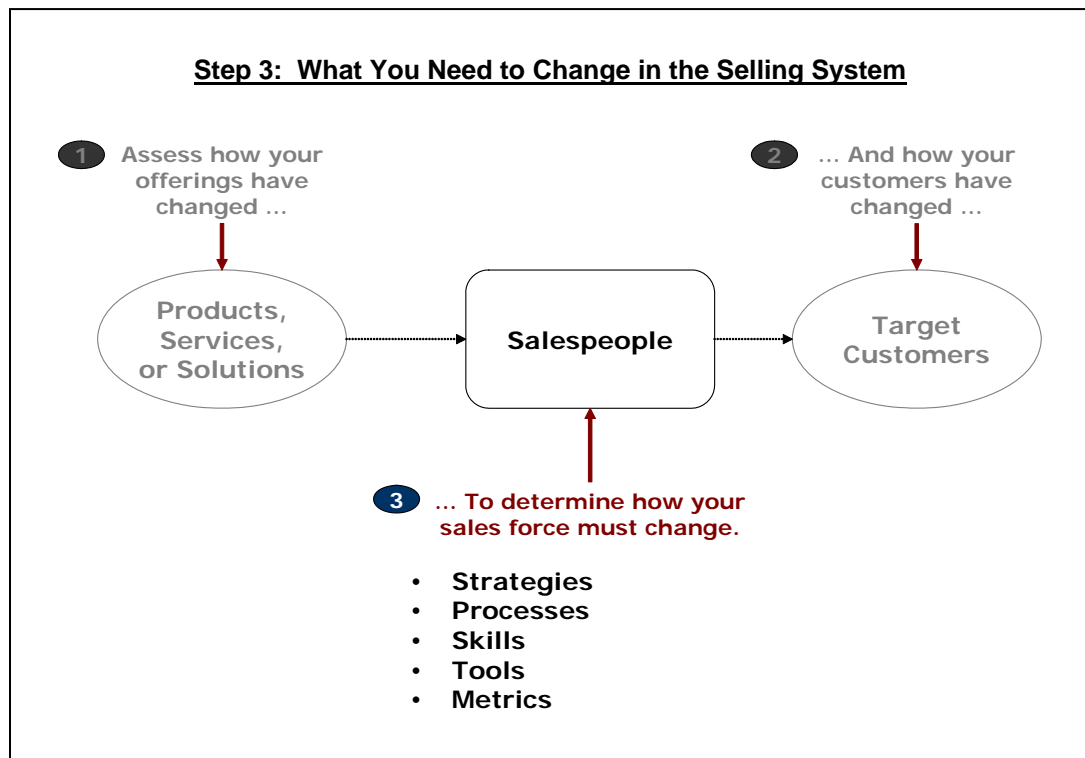 Step 3:  What You Need to Change in the Selling System
1 Assess how your
offerings have
changed …
2 … And how your
customers have
changed …
Products,
Services,
or Solutions
Salespeople
Target
Customers
3 … To determine how your
sales force must change.
• Strategies
• Processes
• Skills
• Tools
• Metrics